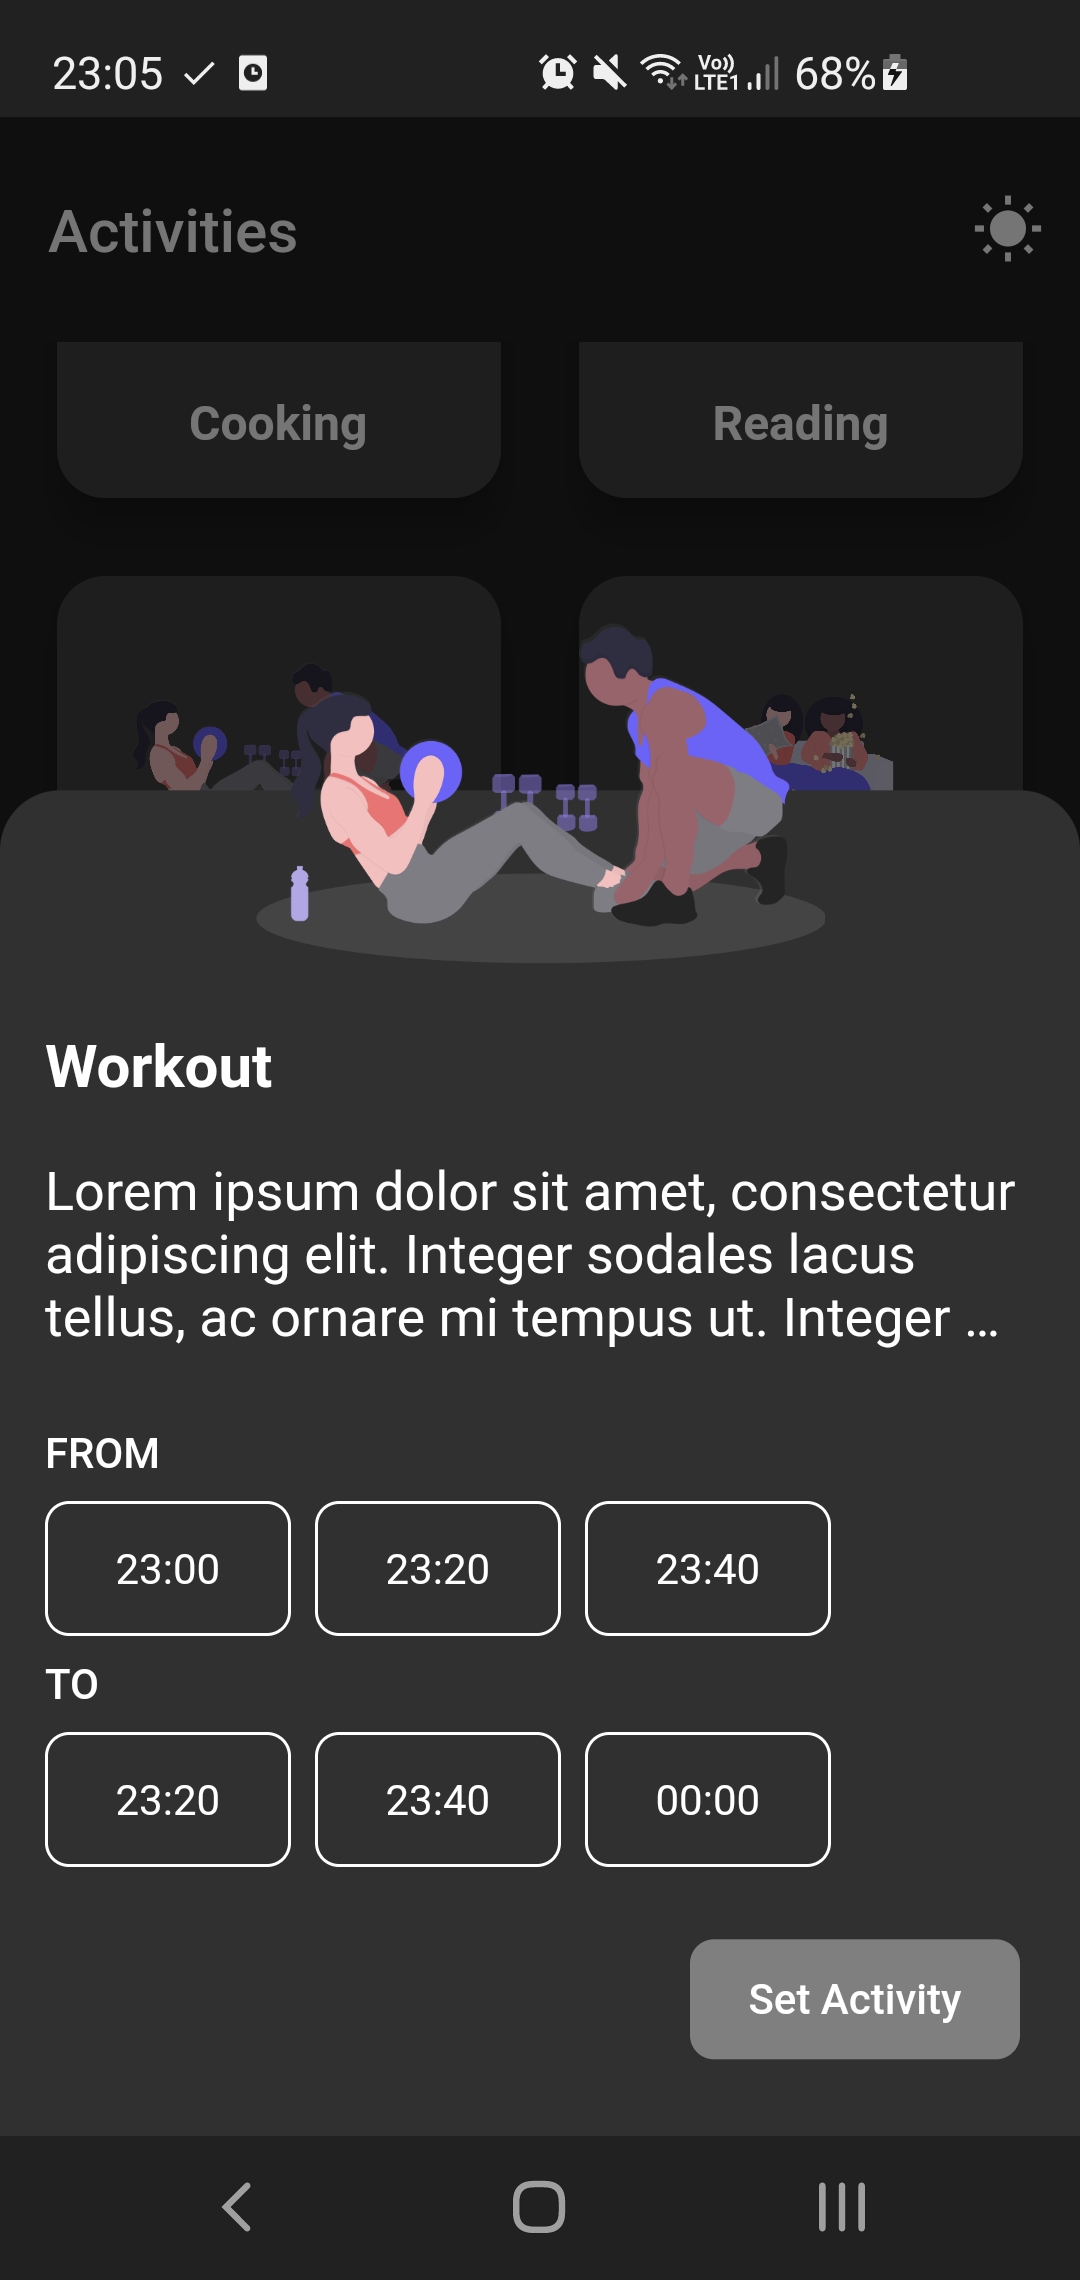 23:05 Vo)) LTE1 68%
Activities
Cooking Reading
Workout
Lorem ipsum dolor sit amet, consectetur
adipiscing elit. Integer sodales lacus
tellus, ac ornare mi tempus ut. Integer ...
FROM
23:00 23:20 23:40
TO
23:20 23:40 00:00
Set Activity